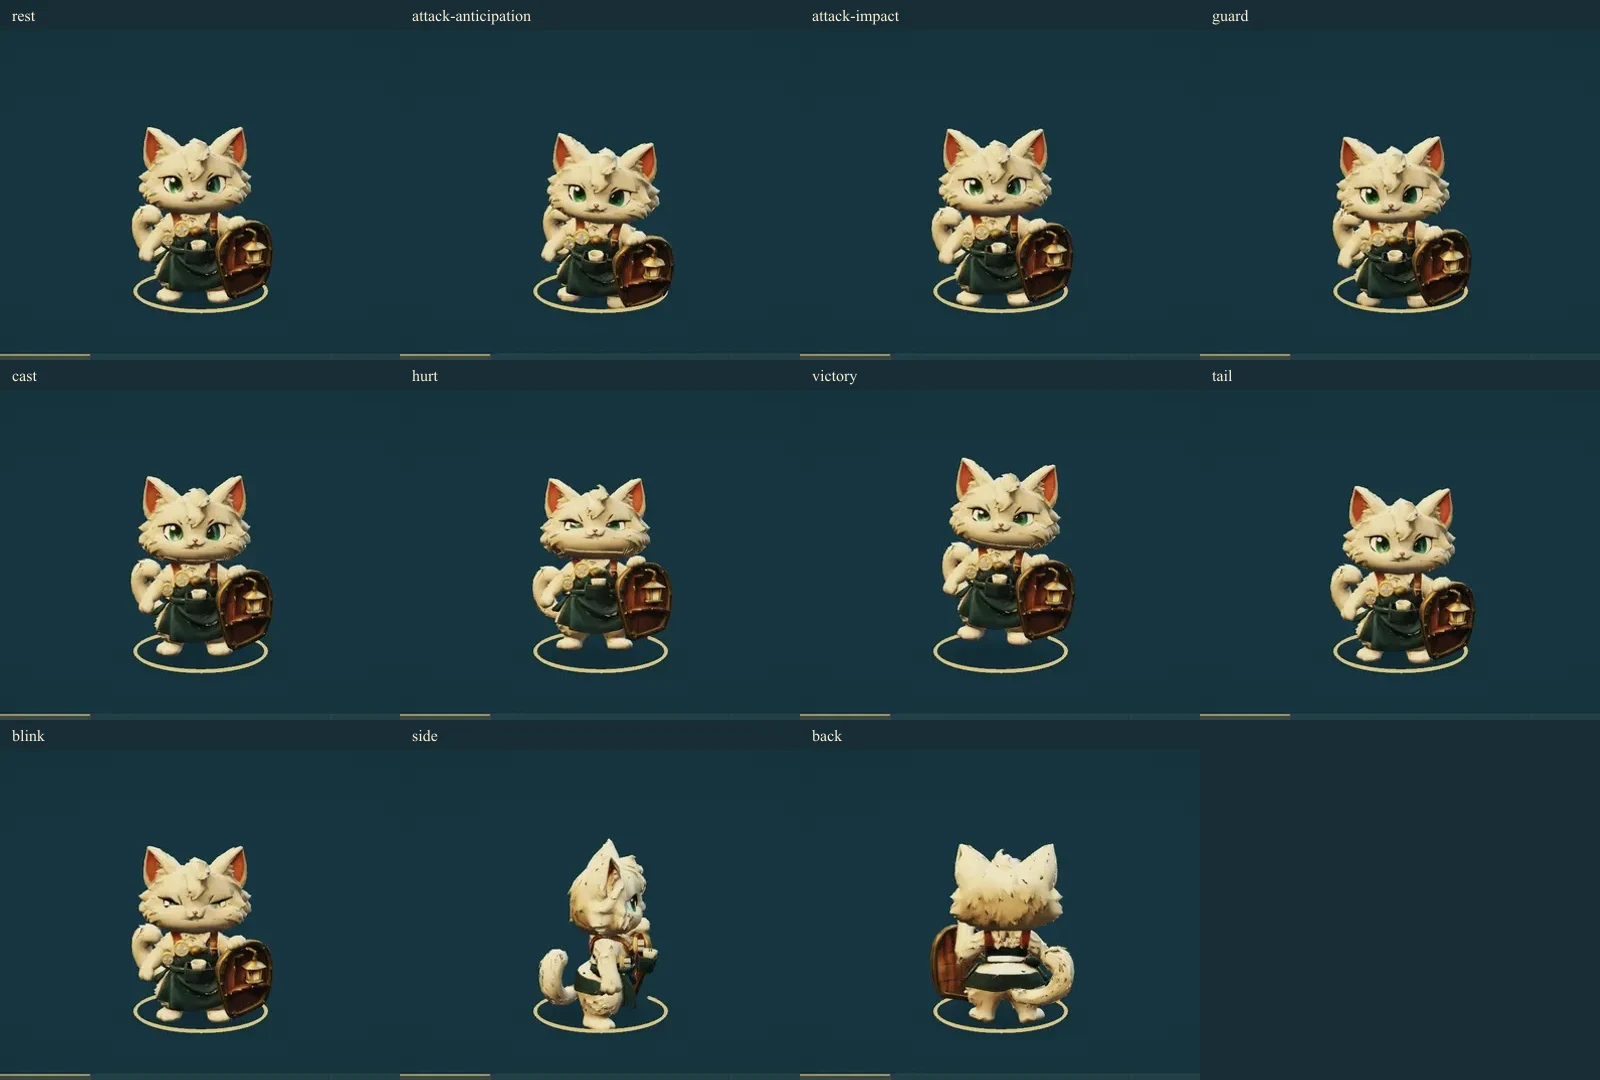 rest
attack-anticipation
attack-impact
guard
cast
hurt
victory
tail
blink
side
back